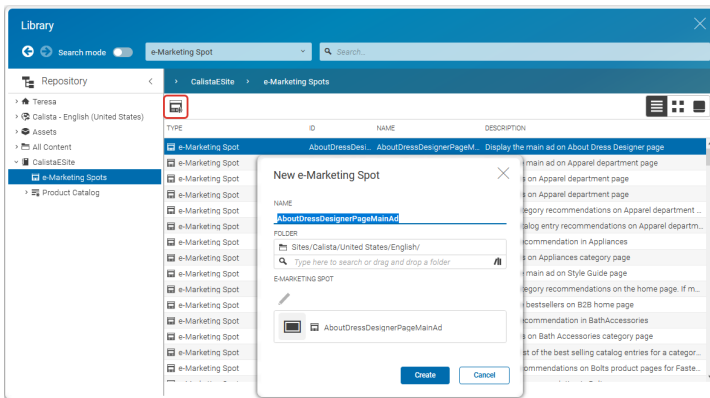 Library
Search mode
e-Marketing Spot
Search...
Repository
CalistaESite
e-Marketing Spots
Teresa
Calista - English (United States)
Assets
All Content
CalistaESite
e-Marketing Spots
Product Catalog
TYPE ID NAME DESCRIPTION
e-Marketing Spot AboutDressDesi... AboutDressDesignerPageM... Display the main ad on About Dress Designer page
e-Marketing Spot main ad on Apparel department page
e-Marketing Spot s on Apparel department page
e-Marketing Spot s on Apparel department page
e-Marketing Spot tegory recommendations on Apparel department ...
e-Marketing Spot alog entry recommendations on Apparel departm...
e-Marketing Spot ecommendation in Appliances
e-Marketing Spot s on Appliances category page
e-Marketing Spot main ad on Style Guide page
e-Marketing Spot tegory recommendations on the home page. If m...
e-Marketing Spot bestsellers on B2B home page
e-Marketing Spot ecommendation in BathAccessories
e-Marketing Spot s on Bath Accessories category page
e-Marketing Spot st of the best selling catalog entries for a categor...
e-Marketing Spot ommendations on Bolts product pages for Faste...
New e-Marketing Spot
NAME
AboutDressDesignerPageMainAd
FOLDER
Sites/Calista/United States/English/
Type here to search or drag and drop a folder
E-MARKETING SPOT
AboutDressDesignerPageMainAd
Create
Cancel